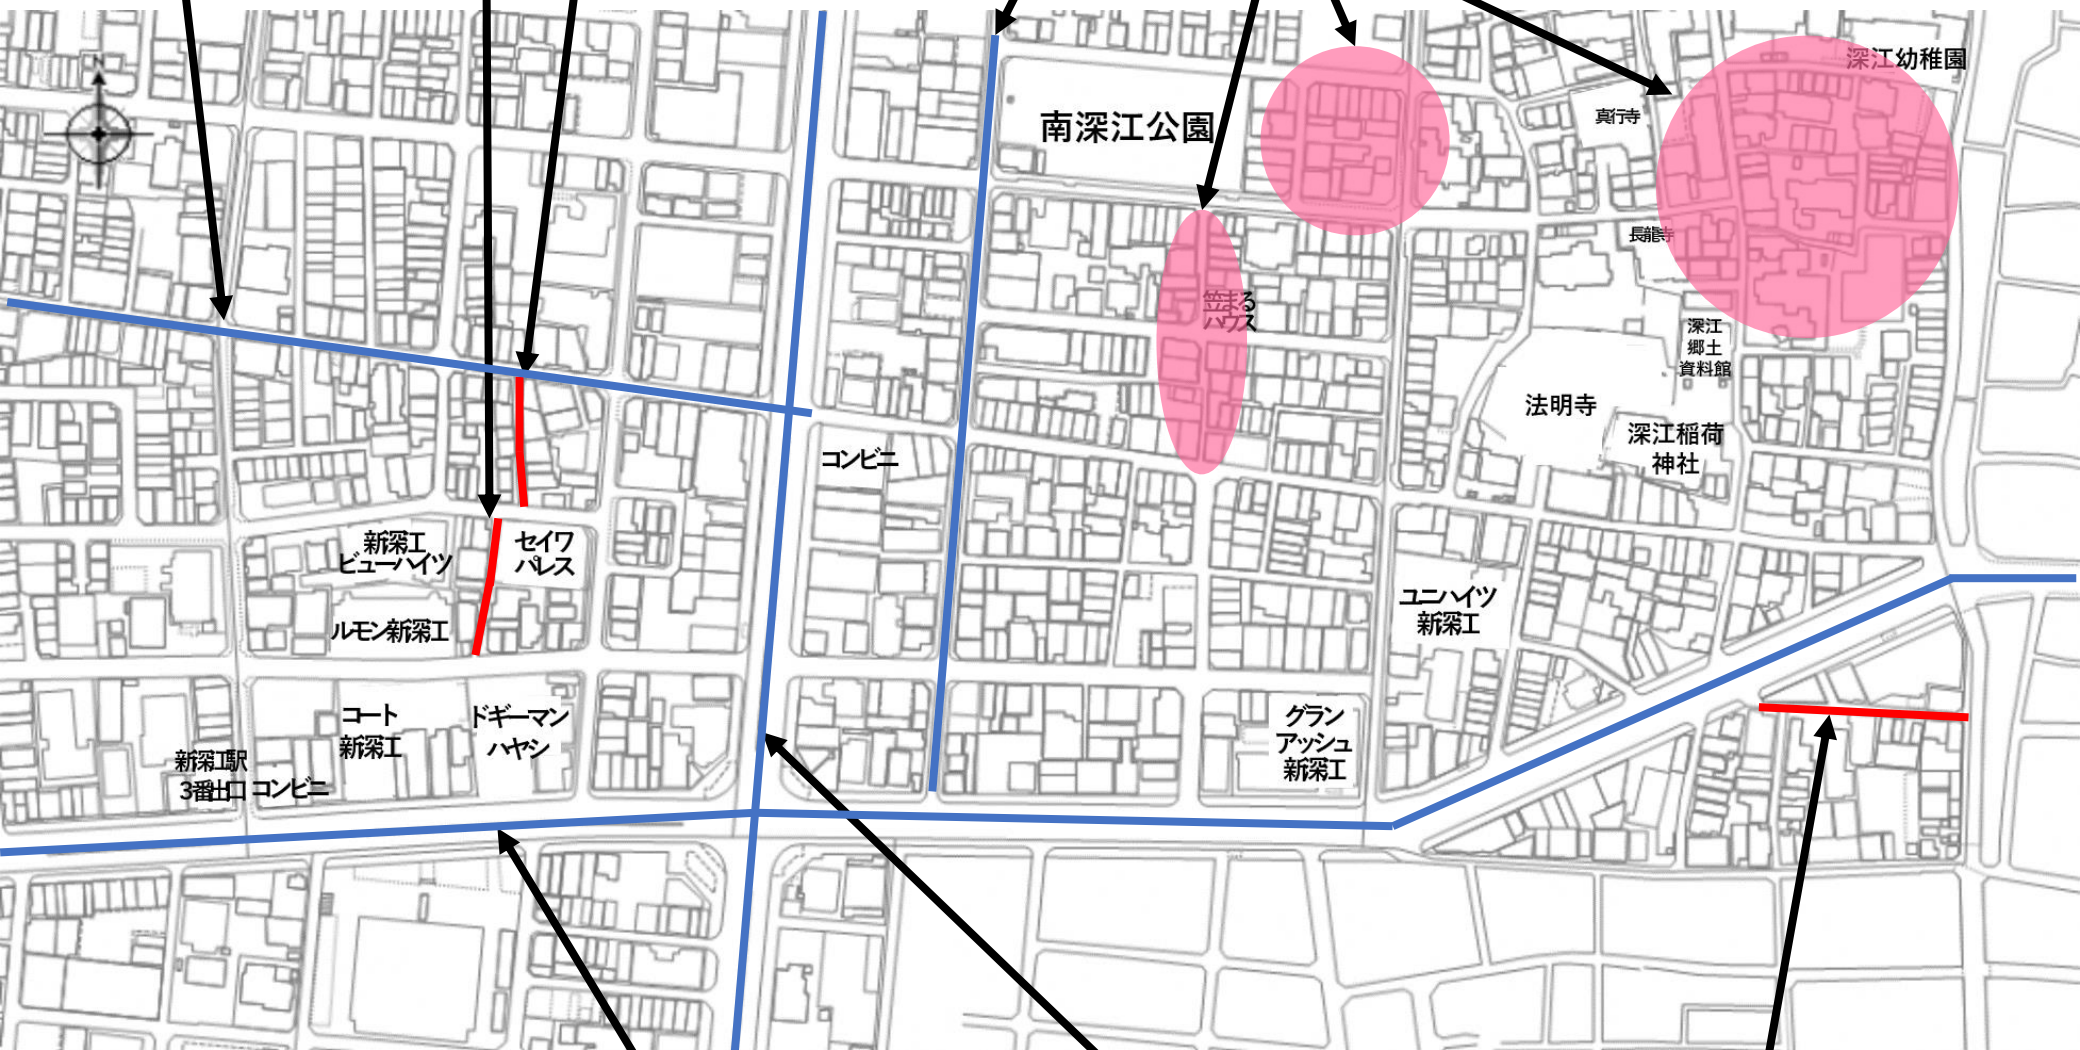 N
深江幼稚園
南深江公園
真行寺
長龍寺
笠まる
ハウス
深江
郷土
資料館
法明寺
深江稲荷
神社
コンビニ
新深江
ビューハイツ
セイワ
パレス
ユニハイツ
新深江
ルモン新深江
コート
新深江
ドギーマン
ハヤシ
グラン
アッシュ
新深江
新深江駅
3番出口
コンビニ